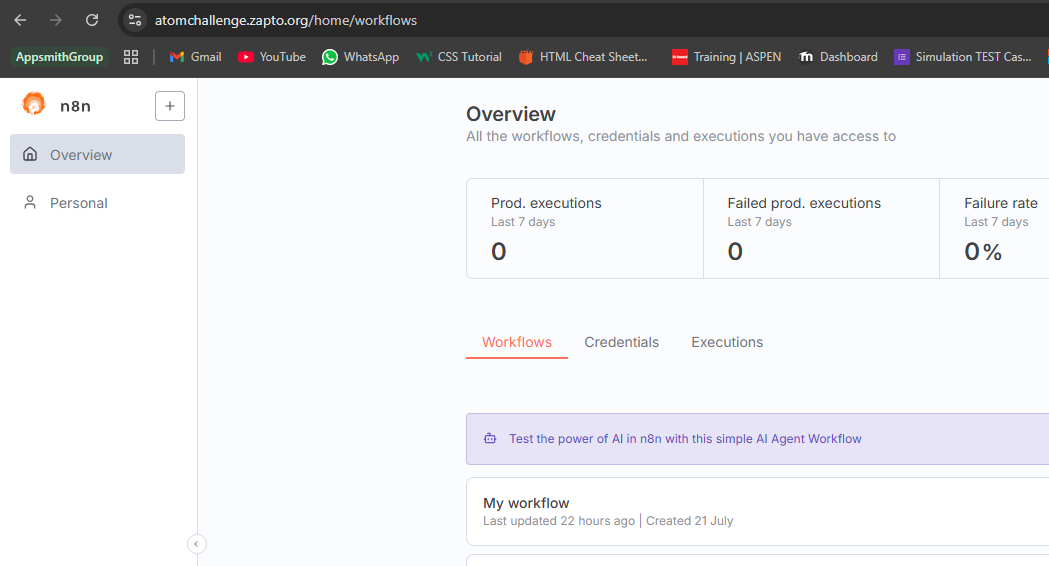 atomchallenge.zapto.org/home/workflows
AppsmithGroup Gmail YouTube WhatsApp CSS Tutorial HTML Cheat Sheet... Training | ASPEN Dashboard Simulation TEST Cas...
n8n
Overview
Personal
Overview
All the workflows, credentials and executions you have access to
Prod. executions
Last 7 days
0
Failed prod. executions
Last 7 days
0
Failure rate
Last 7 days
0%
Workflows Credentials Executions
Test the power of AI in n8n with this simple AI Agent Workflow
My workflow
Last updated 22 hours ago | Created 21 July